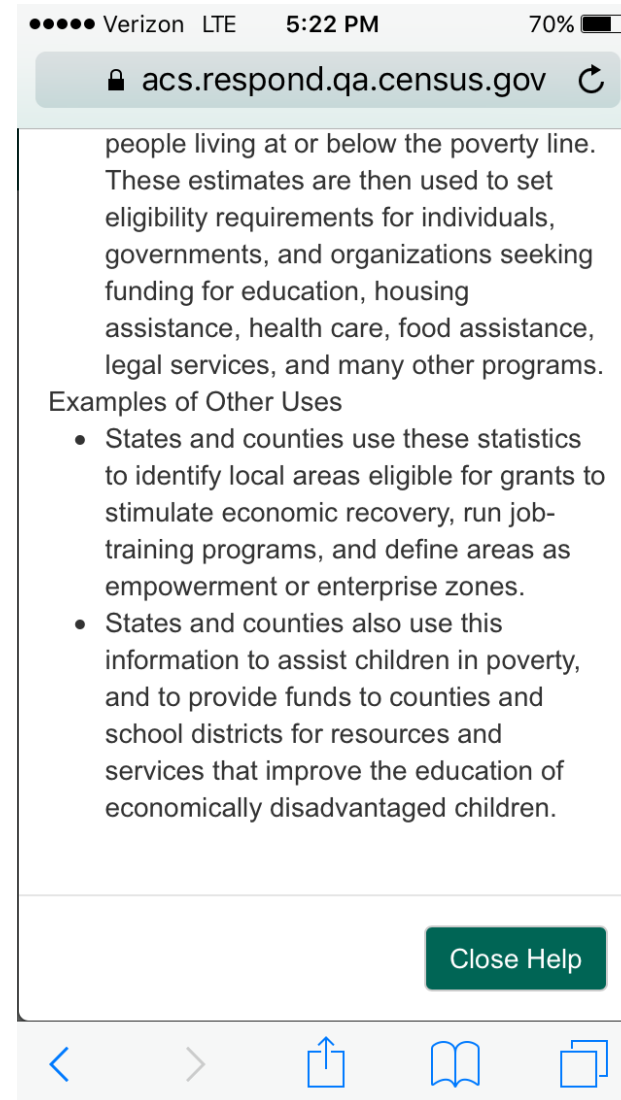 Verizon LTE 5:22 PM 70%
acs.respond.qa.census.gov
people living at or below the poverty line.
These estimates are then used to set
eligibility requirements for individuals,
governments, and organizations seeking
funding for education, housing
assistance, health care, food assistance,
legal services, and many other programs.
Examples of Other Uses
• States and counties use these statistics
to identify local areas eligible for grants to
stimulate economic recovery, run job-
training programs, and define areas as
empowerment or enterprise zones.
• States and counties also use this
information to assist children in poverty,
and to provide funds to counties and
school districts for resources and
services that improve the education of
economically disadvantaged children.
Close Help